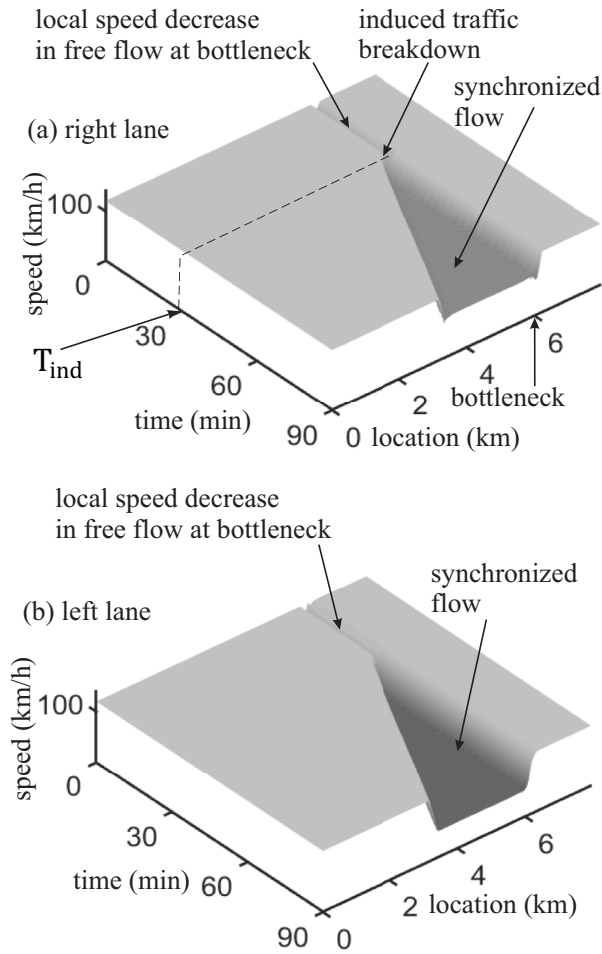 local speed decrease
in free flow at bottleneck
induced traffic
breakdown
synchronized
flow
(a) right lane
speed (km/h)
100
0
30
60
90
T_ind
time (min)
0
2
4
6
location (km)
bottleneck
local speed decrease
in free flow at bottleneck
synchronized
flow
(b) left lane
speed (km/h)
100
0
30
60
90
time (min)
0
2
4
6
location (km)